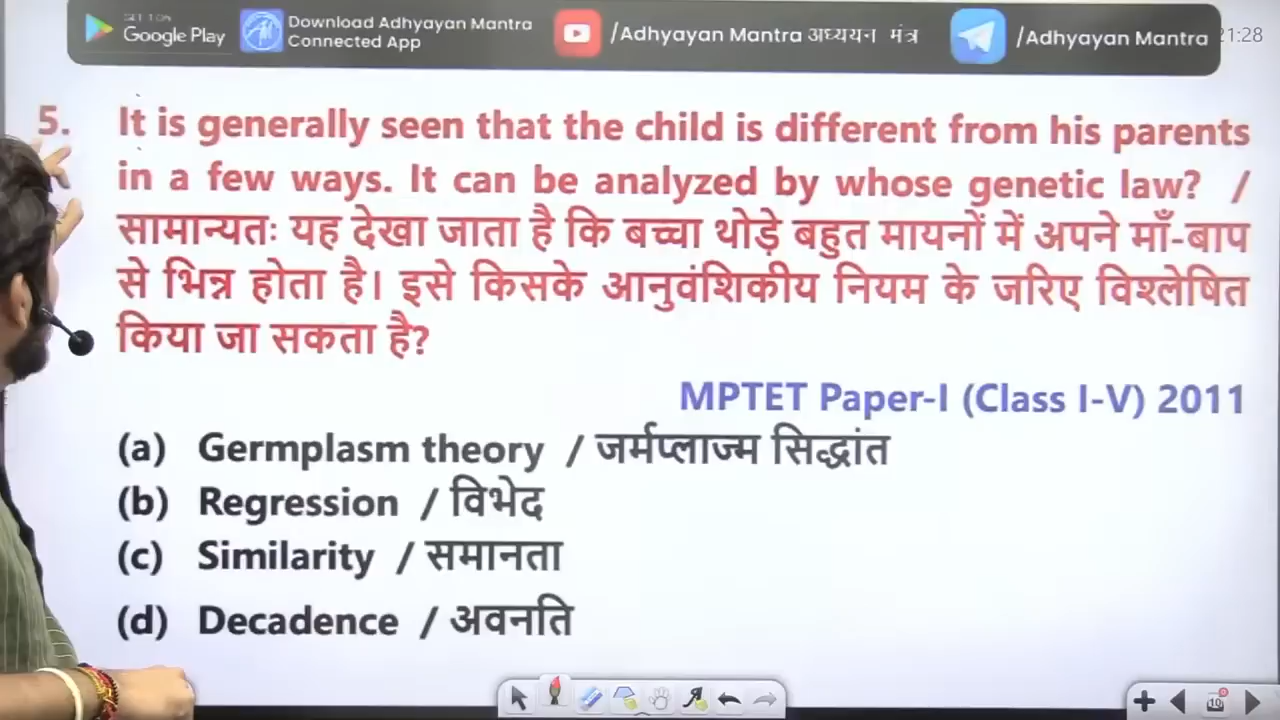 GET IT ON
Google Play
Download Adhyayan Mantra
Connected App
/Adhyayan Mantra अध्ययन मंत्र
/Adhyayan Mantra
21:28
5. It is generally seen that the child is different from his parents
in a few ways. It can be analyzed by whose genetic law? /
सामान्यतः यह देखा जाता है कि बच्चा थोड़े बहुत मायनों में अपने माँ-बाप
से भिन्न होता है। इसे किसके आनुवंशिकीय नियम के जरिए विश्लेषित
किया जा सकता है?
MPTET Paper-I (Class I-V) 2011
(a) Germplasm theory / जर्मप्लाज्म सिद्धांत
(b) Regression / विभेद
(c) Similarity / समानता
(d) Decadence / अवनति
10